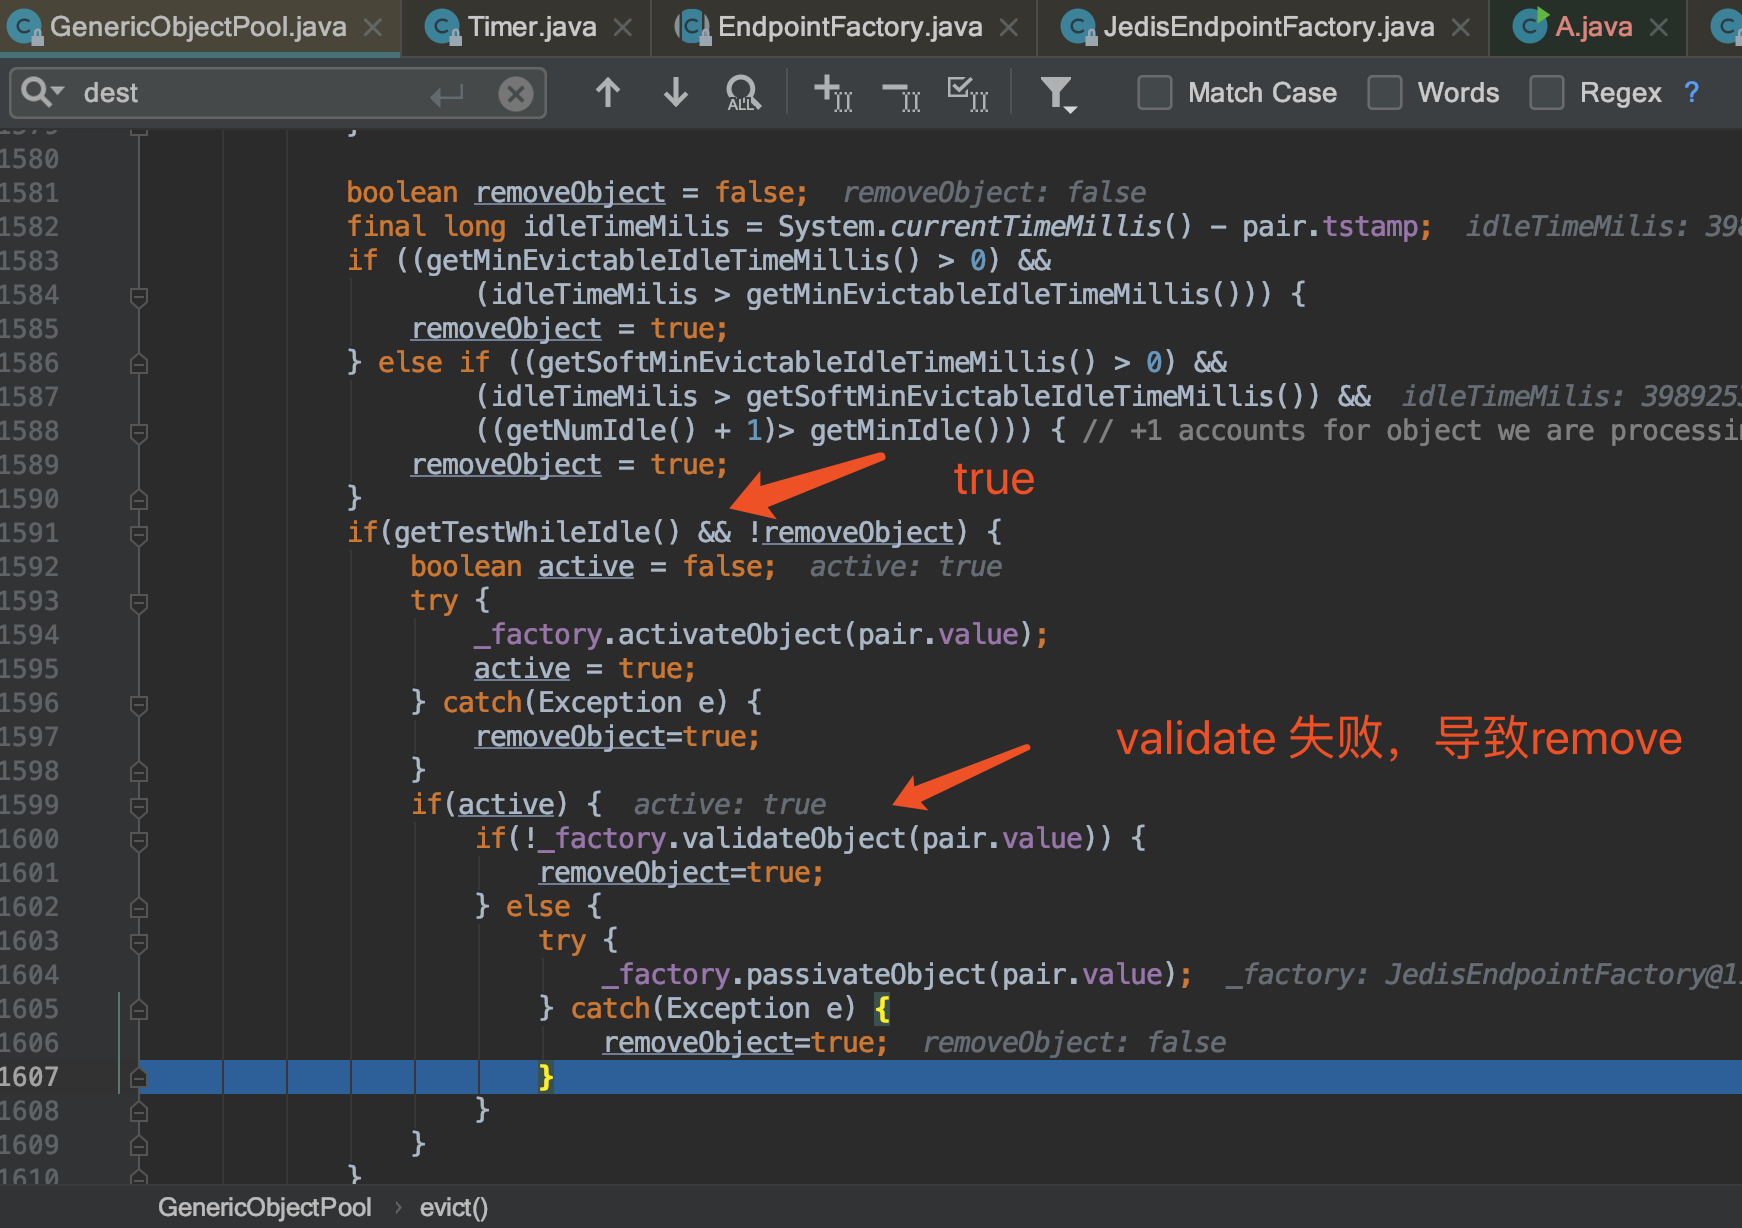 GenericObjectPool.java
Timer.java
EndpointFactory.java
JedisEndpointFactory.java
A.java
dest
ALL
Match Case
Words
Regex
?
1580
1581 boolean removeObject = false; removeObject: false
1582 final long idleTimeMilis = System.currentTimeMillis() - pair.tstamp; idleTimeMilis: 398
1583 if ((getMinEvictableIdleTimeMillis() > 0) &&
1584 (idleTimeMilis > getMinEvictableIdleTimeMillis())) {
1585 removeObject = true;
1586 } else if ((getSoftMinEvictableIdleTimeMillis() > 0) &&
1587 (idleTimeMilis > getSoftMinEvictableIdleTimeMillis()) && idleTimeMilis: 3989253
1588 ((getNumIdle() + 1)> getMinIdle())) { // +1 accounts for object we are processin
1589 removeObject = true;
true
1590 }
1591 if(getTestWhileIdle() && !removeObject) {
1592 boolean active = false; active: true
1593 try {
1594 _factory.activateObject(pair.value);
1595 active = true;
1596 } catch(Exception e) {
1597 removeObject=true;
validate 失败，导致remove
1598 }
1599 if(active) { active: true
1600 if(!_factory.validateObject(pair.value)) {
1601 removeObject=true;
1602 } else {
1603 try {
1604 _factory.passivateObject(pair.value); _factory: JedisEndpointFactory@1
1605 } catch(Exception e) {
1606 removeObject=true; removeObject: false
1607 }
1608 }
1609 }
1610 }
GenericObjectPool › evict()